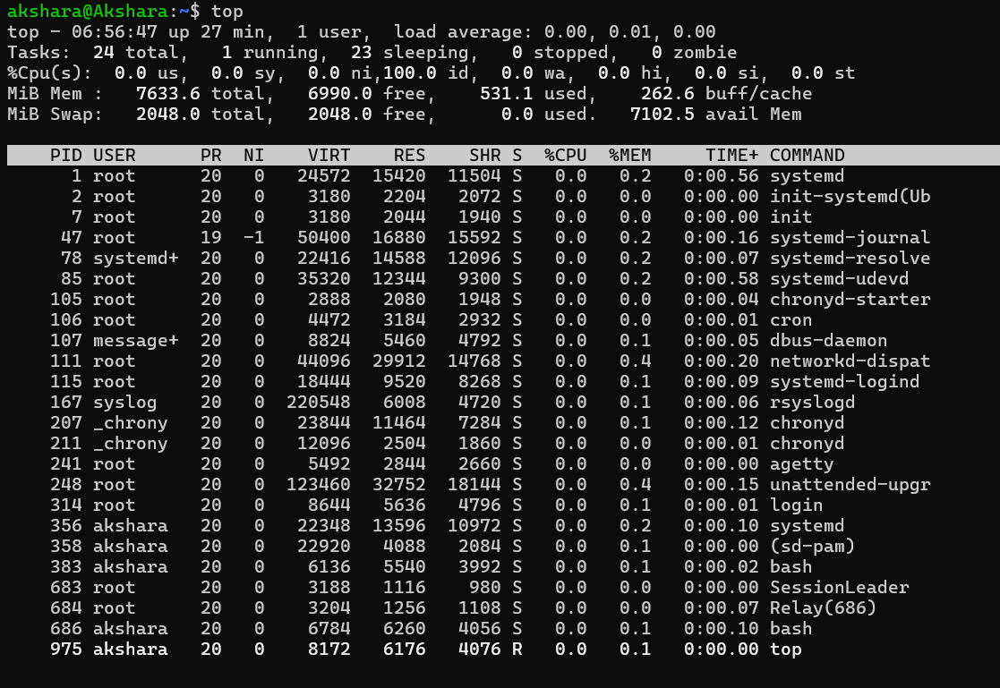 akshara@Akshara:~$ top
top - 06:56:47 up 27 min,  1 user,  load average: 0.00, 0.01, 0.00
Tasks:  24 total,   1 running,  23 sleeping,   0 stopped,   0 zombie
%Cpu(s):  0.0 us,  0.0 sy,  0.0 ni,100.0 id,  0.0 wa,  0.0 hi,  0.0 si,  0.0 st
MiB Mem :   7633.6 total,   6990.0 free,    531.1 used,    262.6 buff/cache
MiB Swap:   2048.0 total,   2048.0 free,      0.0 used.   7102.5 avail Mem
    PID USER      PR  NI    VIRT    RES    SHR S  %CPU  %MEM     TIME+ COMMAND
      1 root      20   0   24572  15420  11504 S   0.0   0.2   0:00.56 systemd
      2 root      20   0    3180   2204   2072 S   0.0   0.0   0:00.00 init-systemd(Ub
      7 root      20   0    3180   2044   1940 S   0.0   0.0   0:00.00 init
     47 root      19  -1   50400  16880  15592 S   0.0   0.2   0:00.16 systemd-journal
     78 systemd+  20   0   22416  14588  12096 S   0.0   0.2   0:00.07 systemd-resolve
     85 root      20   0   35320  12344   9300 S   0.0   0.2   0:00.58 systemd-udevd
    105 root      20   0    2888   2080   1948 S   0.0   0.0   0:00.04 chronyd-starter
    106 root      20   0    4472   3184   2932 S   0.0   0.0   0:00.01 cron
    107 message+  20   0    8824   5460   4792 S   0.0   0.1   0:00.05 dbus-daemon
    111 root      20   0   44096  29912  14768 S   0.0   0.4   0:00.20 networkd-dispat
    115 root      20   0   18444   9520   8268 S   0.0   0.1   0:00.09 systemd-logind
    167 syslog    20   0  220548   6008   4720 S   0.0   0.1   0:00.06 rsyslogd
    207 _chrony   20   0   23844  11464   7284 S   0.0   0.1   0:00.12 chronyd
    211 _chrony   20   0   12096   2504   1860 S   0.0   0.0   0:00.01 chronyd
    241 root      20   0    5492   2844   2660 S   0.0   0.0   0:00.00 agetty
    248 root      20   0  123460  32752  18144 S   0.0   0.4   0:00.15 unattended-upgr
    314 root      20   0    8644   5636   4796 S   0.0   0.1   0:00.01 login
    356 akshara   20   0   22348  13596  10972 S   0.0   0.2   0:00.10 systemd
    358 akshara   20   0   22920   4088   2084 S   0.0   0.1   0:00.00 (sd-pam)
    383 akshara   20   0    6136   5540   3992 S   0.0   0.1   0:00.02 bash
    683 root      20   0    3188   1116    980 S   0.0   0.0   0:00.00 SessionLeader
    684 root      20   0    3204   1256   1108 S   0.0   0.0   0:00.07 Relay(686)
    686 akshara   20   0    6784   6260   4056 S   0.0   0.1   0:00.10 bash
    975 akshara   20   0    8172   6176   4076 R   0.0   0.1   0:00.00 top